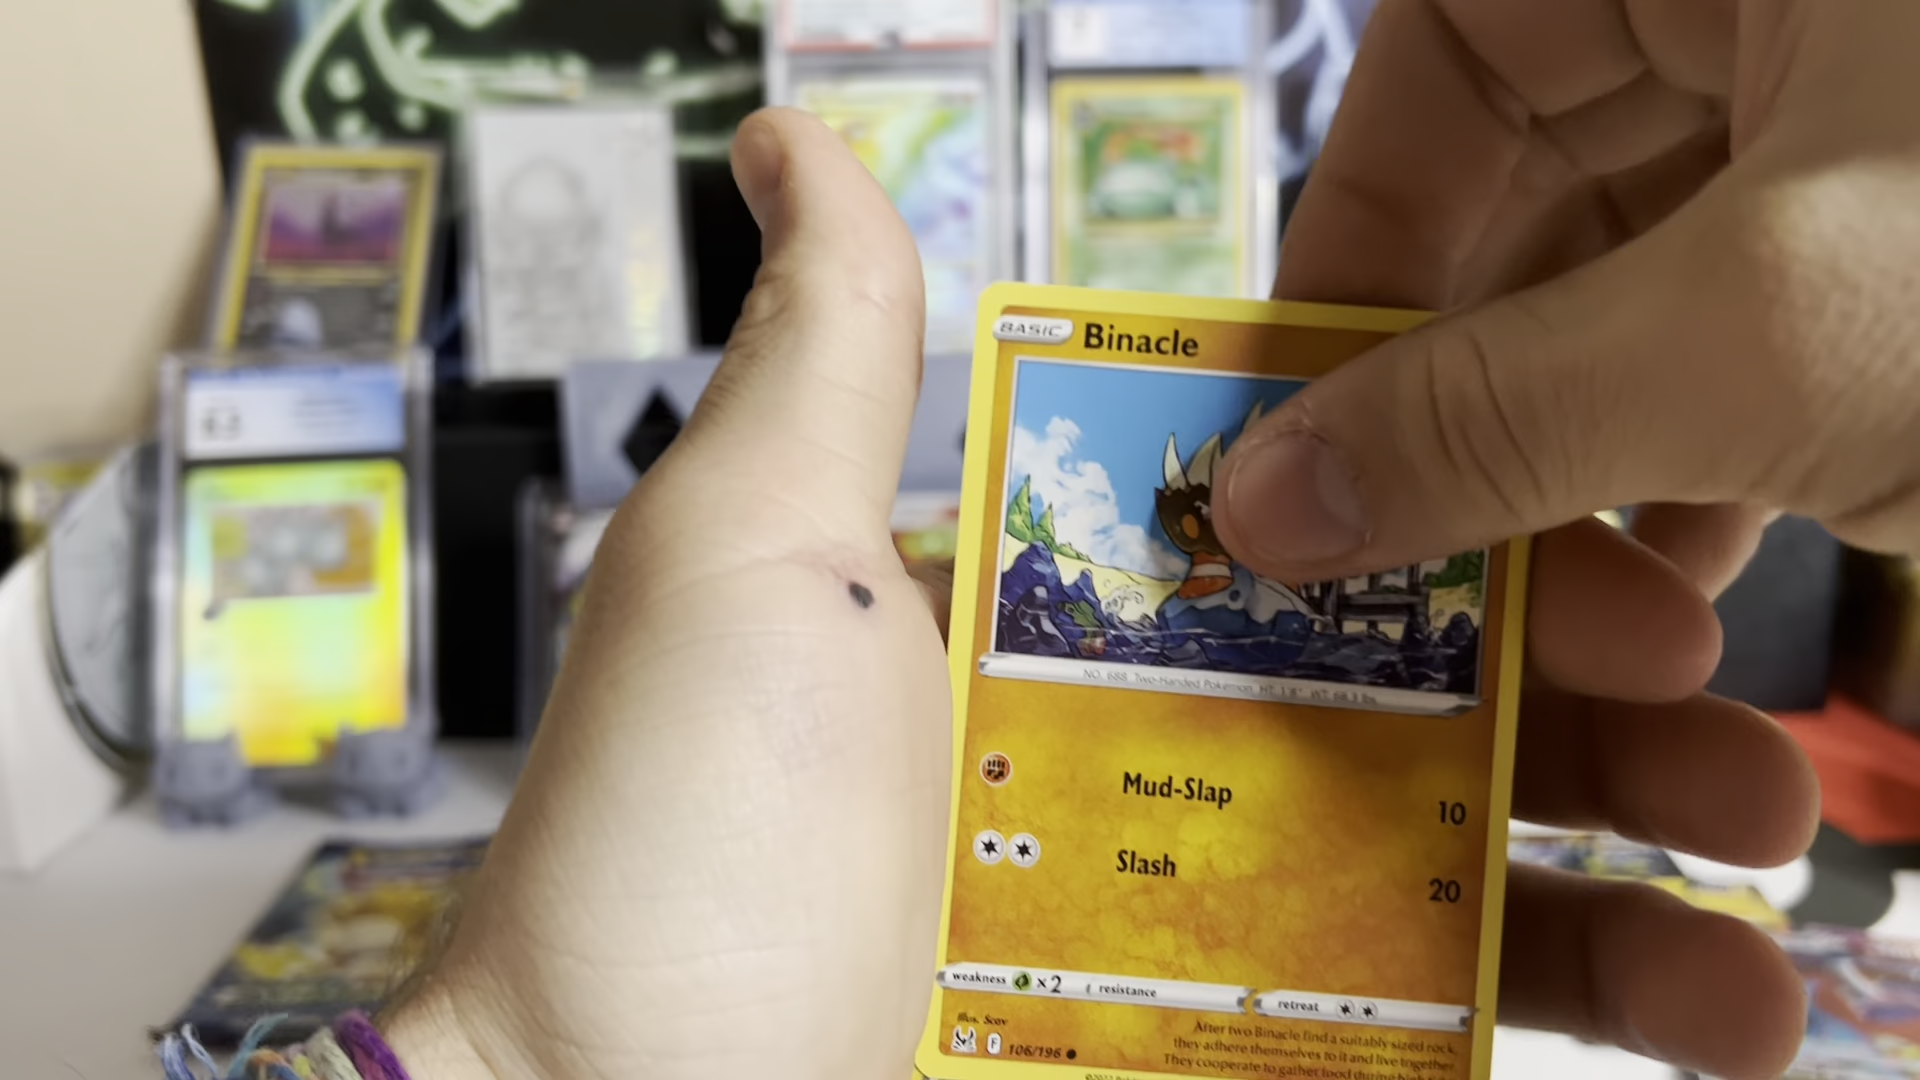 BASIC Binacle
NO. 688 Two-Handed Pokémon HT: 1'8" WT: 68.3 lbs
Mud-Slap 10
Slash 20
weakness ×2 resistance retreat
Illus. Scav
F 106/196
After two Binacle find a suitably sized rock,
they adhere themselves to it and live together.
They cooperate to gather food during high